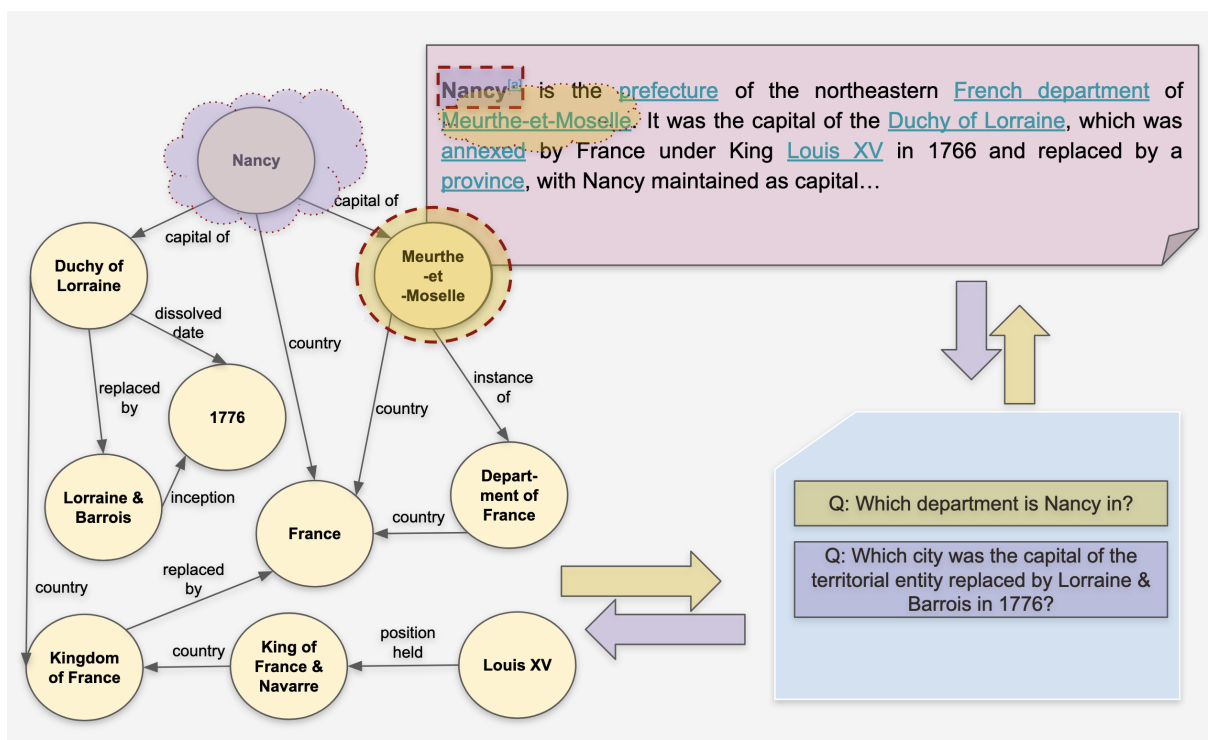 Nancy[a] is the prefecture of the northeastern French department of
Meurthe-et-Moselle. It was the capital of the Duchy of Lorraine, which was
annexed by France under King Louis XV in 1766 and replaced by a
province, with Nancy maintained as capital…
Nancy
capital of
capital of
Duchy of
Lorraine
Meurthe
-et
-Moselle
dissolved
date
country
replaced
by
1776
country
instance
of
Lorraine &
Barrois
inception
France
country
Depart-
ment of
France
replaced
by
country
Kingdom
of France
country
King of
France &
Navarre
position
held
Louis XV
Q: Which department is Nancy in?
Q: Which city was the capital of the
territorial entity replaced by Lorraine &
Barrois in 1776?